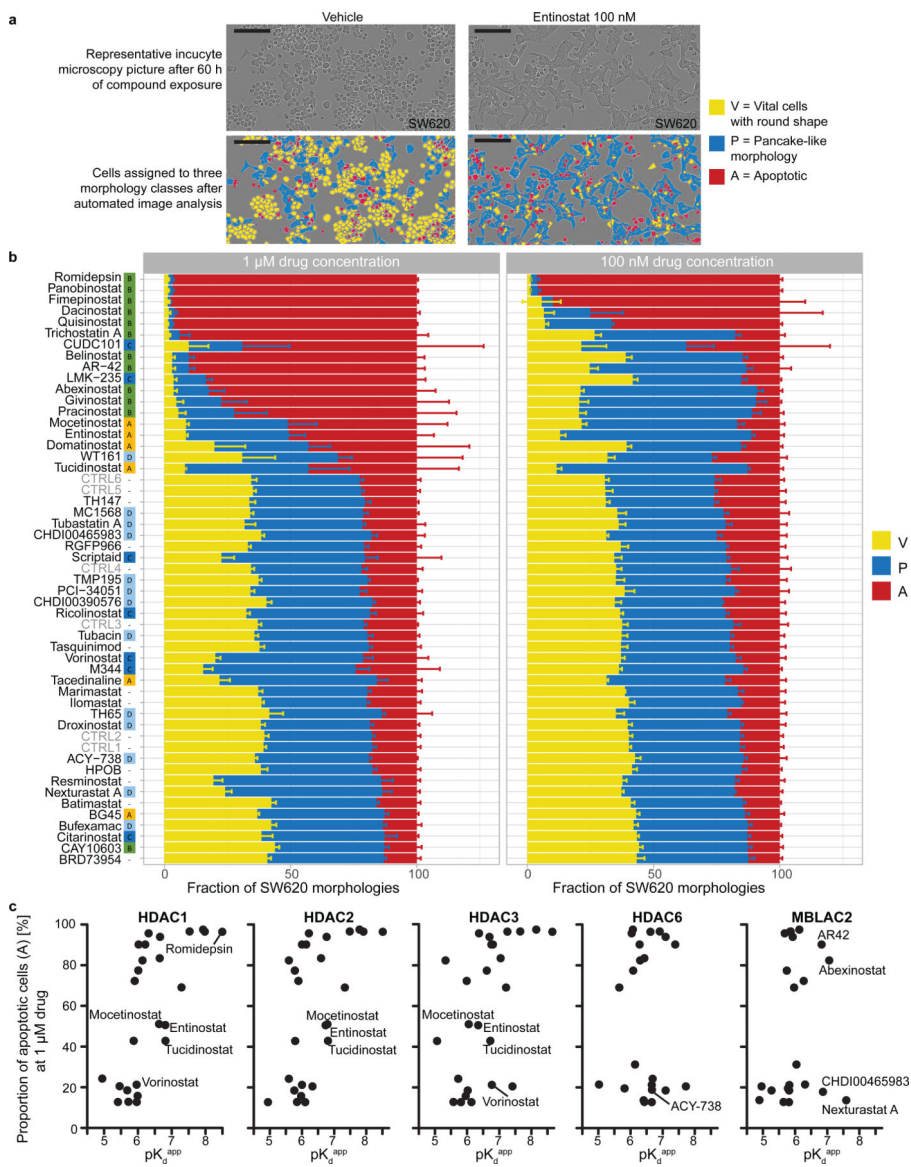 a
Vehicle
Entinostat 100 nM
Representative incucyte
microscopy picture after 60 h
of compound exposure
SW620
SW620
V = Vital cells
with round shape
P = Pancake-like
morphology
A = Apoptotic
Cells assigned to three
morphology classes after
automated image analysis
b
1 µM drug concentration
100 nM drug concentration
Romidepsin B
Panobinostat B
Fimepinostat B
Dacinostat B
Quisinostat B
Trichostatin A B
CUDC101 C
Belinostat B
AR-42 B
LMK-235 C
Abexinostat B
Givinostat B
Pracinostat B
Mocetinostat A
Entinostat A
Domatinostat A
WT161 D
Tucidinostat A
CTRL6 -
CTRL5 -
TH147 -
MC1568 D
Tubastatin A D
CHDI00465983 D
RGFP966 -
Scriptaid C
CTRL4 -
TMP195 D
PCI-34051 D
CHDI00390576 D
Ricolinostat C
CTRL3 -
Tubacin D
Tasquinimod -
Vorinostat C
M344 C
Tacedinaline A
Marimastat -
Ilomastat -
TH65 D
Droxinostat D
CTRL2 -
CTRL1 -
ACY-738 D
HPOB -
Resminostat -
Nexturastat A D
Batimastat -
BG45 A
Bufexamac D
Citarinostat C
CAY10603 B
BRD73954 -
0 50 100
0 50 100
Fraction of SW620 morphologies
Fraction of SW620 morphologies
V
P
A
c
HDAC1
HDAC2
HDAC3
HDAC6
MBLAC2
Proportion of apoptotic cells (A) [%]
at 1 µM drug
100
80
60
40
20
0
Romidepsin
Mocetinostat
Entinostat
Tucidinostat
Vorinostat
Mocetinostat
Entinostat
Tucidinostat
Mocetinostat
Entinostat
Tucidinostat
Vorinostat
ACY-738
AR42
Abexinostat
CHDI00465983
Nexturastat A
5 6 7 8
5 6 7 8
5 6 7 8
5 6 7 8
5 6 7 8
pKdapp
pKdapp
pKdapp
pKdapp
pKdapp